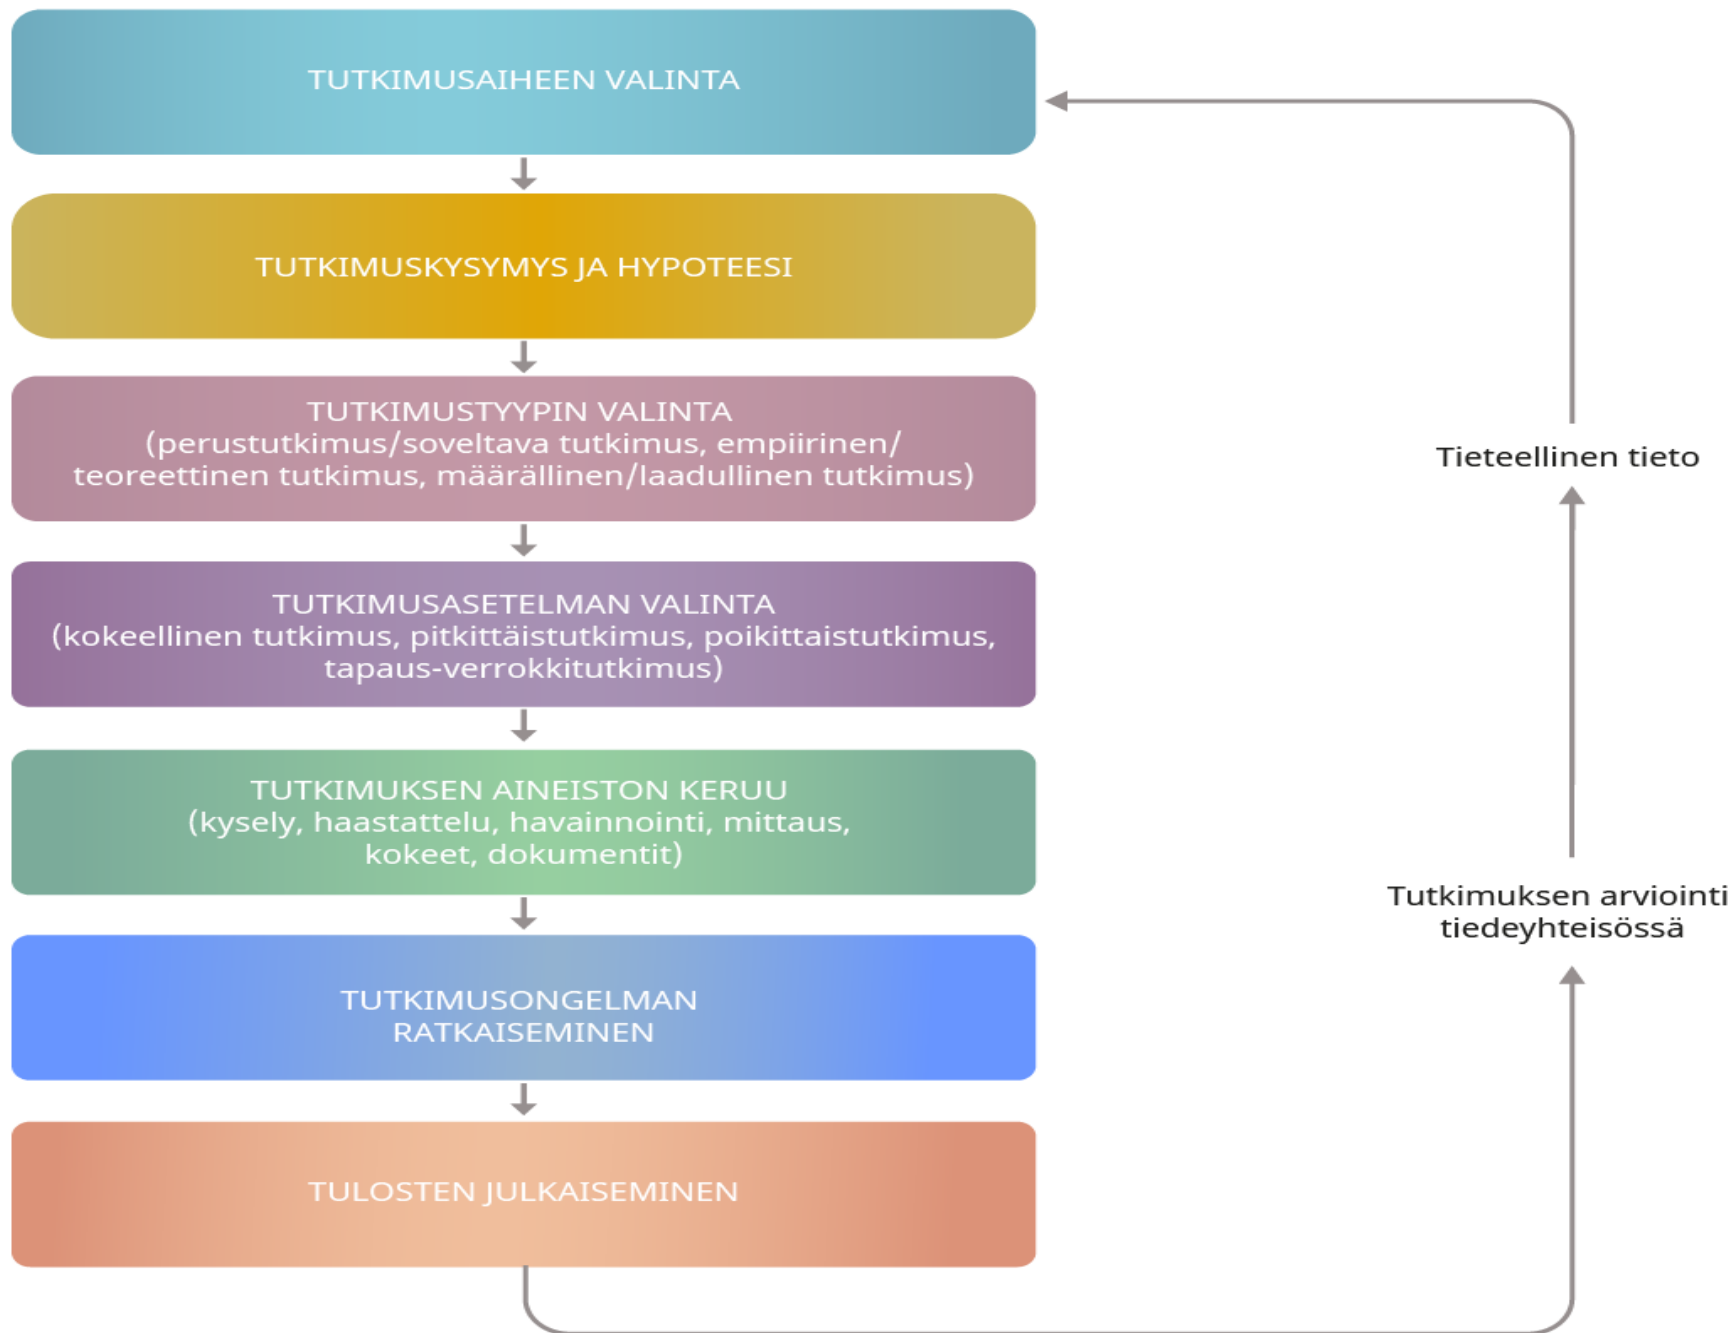 TUTKIMUSAIHEEN VALINTA
TUTKIMUSKYSYMYS JA HYPOTEESI
TUTKIMUSTYYPIN VALINTA
(perustutkimus/soveltava tutkimus, empiirinen/
teoreettinen tutkimus, määrällinen/laadullinen tutkimus)
TUTKIMUSASETELMAN VALINTA
(kokeellinen tutkimus, pitkittäistutkimus, poikittaistutkimus,
tapaus-verrokkitutkimus)
TUTKIMUKSEN AINEISTON KERUU
(kysely, haastattelu, havainnointi, mittaus,
kokeet, dokumentit)
TUTKIMUSONGELMAN
RATKAISEMINEN
TULOSTEN JULKAISEMINEN
Tutkimuksen arviointi
tiedeyhteisössä
Tieteellinen tieto